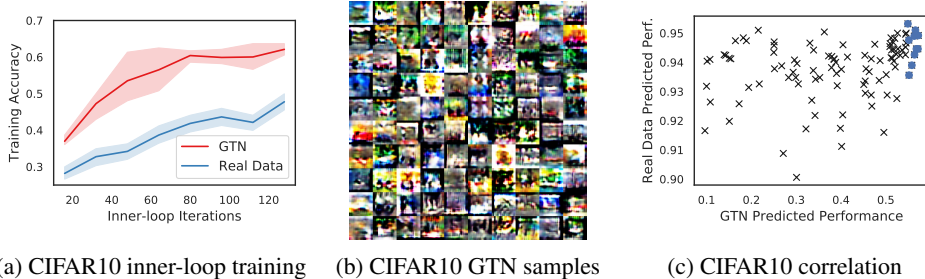 0.7
0.6
0.5
0.4
0.3
Training Accuracy
GTN
Real Data
20 40 60 80 100 120
Inner-loop Iterations
0.95
0.94
0.93
0.92
0.91
0.90
Real Data Predicted Perf.
0.1 0.2 0.3 0.4 0.5
GTN Predicted Performance
a) CIFAR10 inner-loop training (b) CIFAR10 GTN samples (c) CIFAR10 correlation